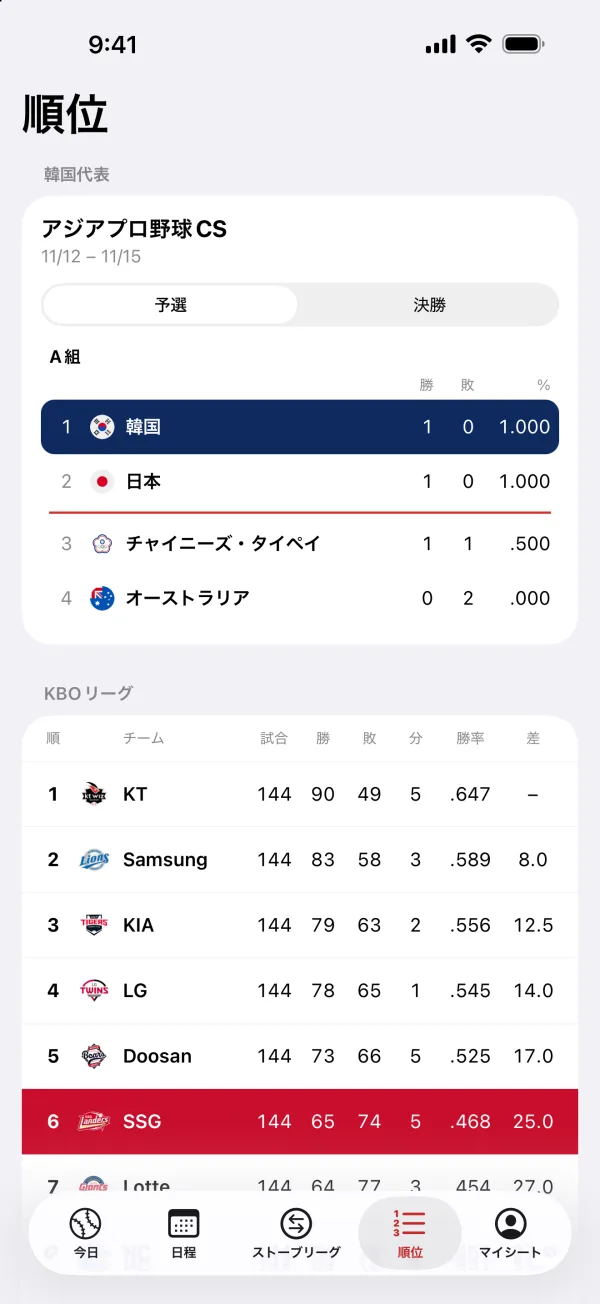 9:41
順位
韓国代表
アジアプロ野球CS
11/12 – 11/15
予選 決勝
A組
勝 敗 %
1 韓国 1 0 1.000
2 日本 1 0 1.000
3 チャイニーズ・タイペイ 1 1 .500
4 オーストラリア 0 2 .000
KBOリーグ
順 チーム 試合 勝 敗 分 勝率 差
1 KT 144 90 49 5 .647 –
2 Samsung 144 83 58 3 .589 8.0
3 KIA 144 79 63 2 .556 12.5
4 LG 144 78 65 1 .545 14.0
5 Doosan 144 73 66 5 .525 17.0
6 SSG 144 65 74 5 .468 25.0
7 Lotte 144 64 77 3 .454 27.0
今日 日程 ストーブリーグ 順位 マイシート